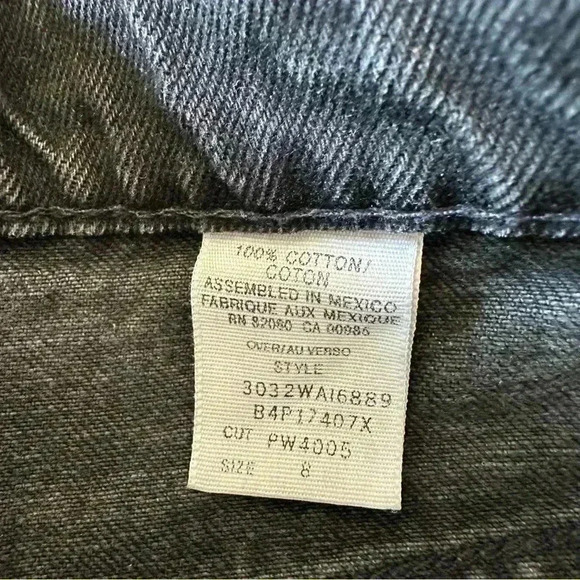 100% COTTON/
COTON
ASSEMBLED IN MEXICO
FABRIQUE AUX MEXIQUE
RN 82080 CA 00986
OVER/AU VERSO
STYLE
3032WA16889
B4P17407X
CUT PW4005
SIZE 8